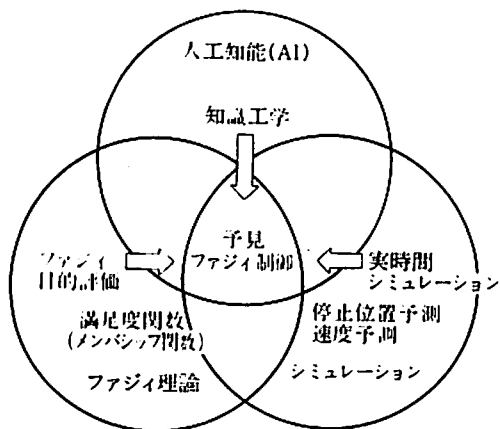 人工知能(AI)
知識工学
予見
ファジィ制御
ファジィ
目的評価
実時間
シミュレーション
満足度関数
(メンバシップ関数)
停止位置予測
速度予測
ファジィ理論
シミュレーション